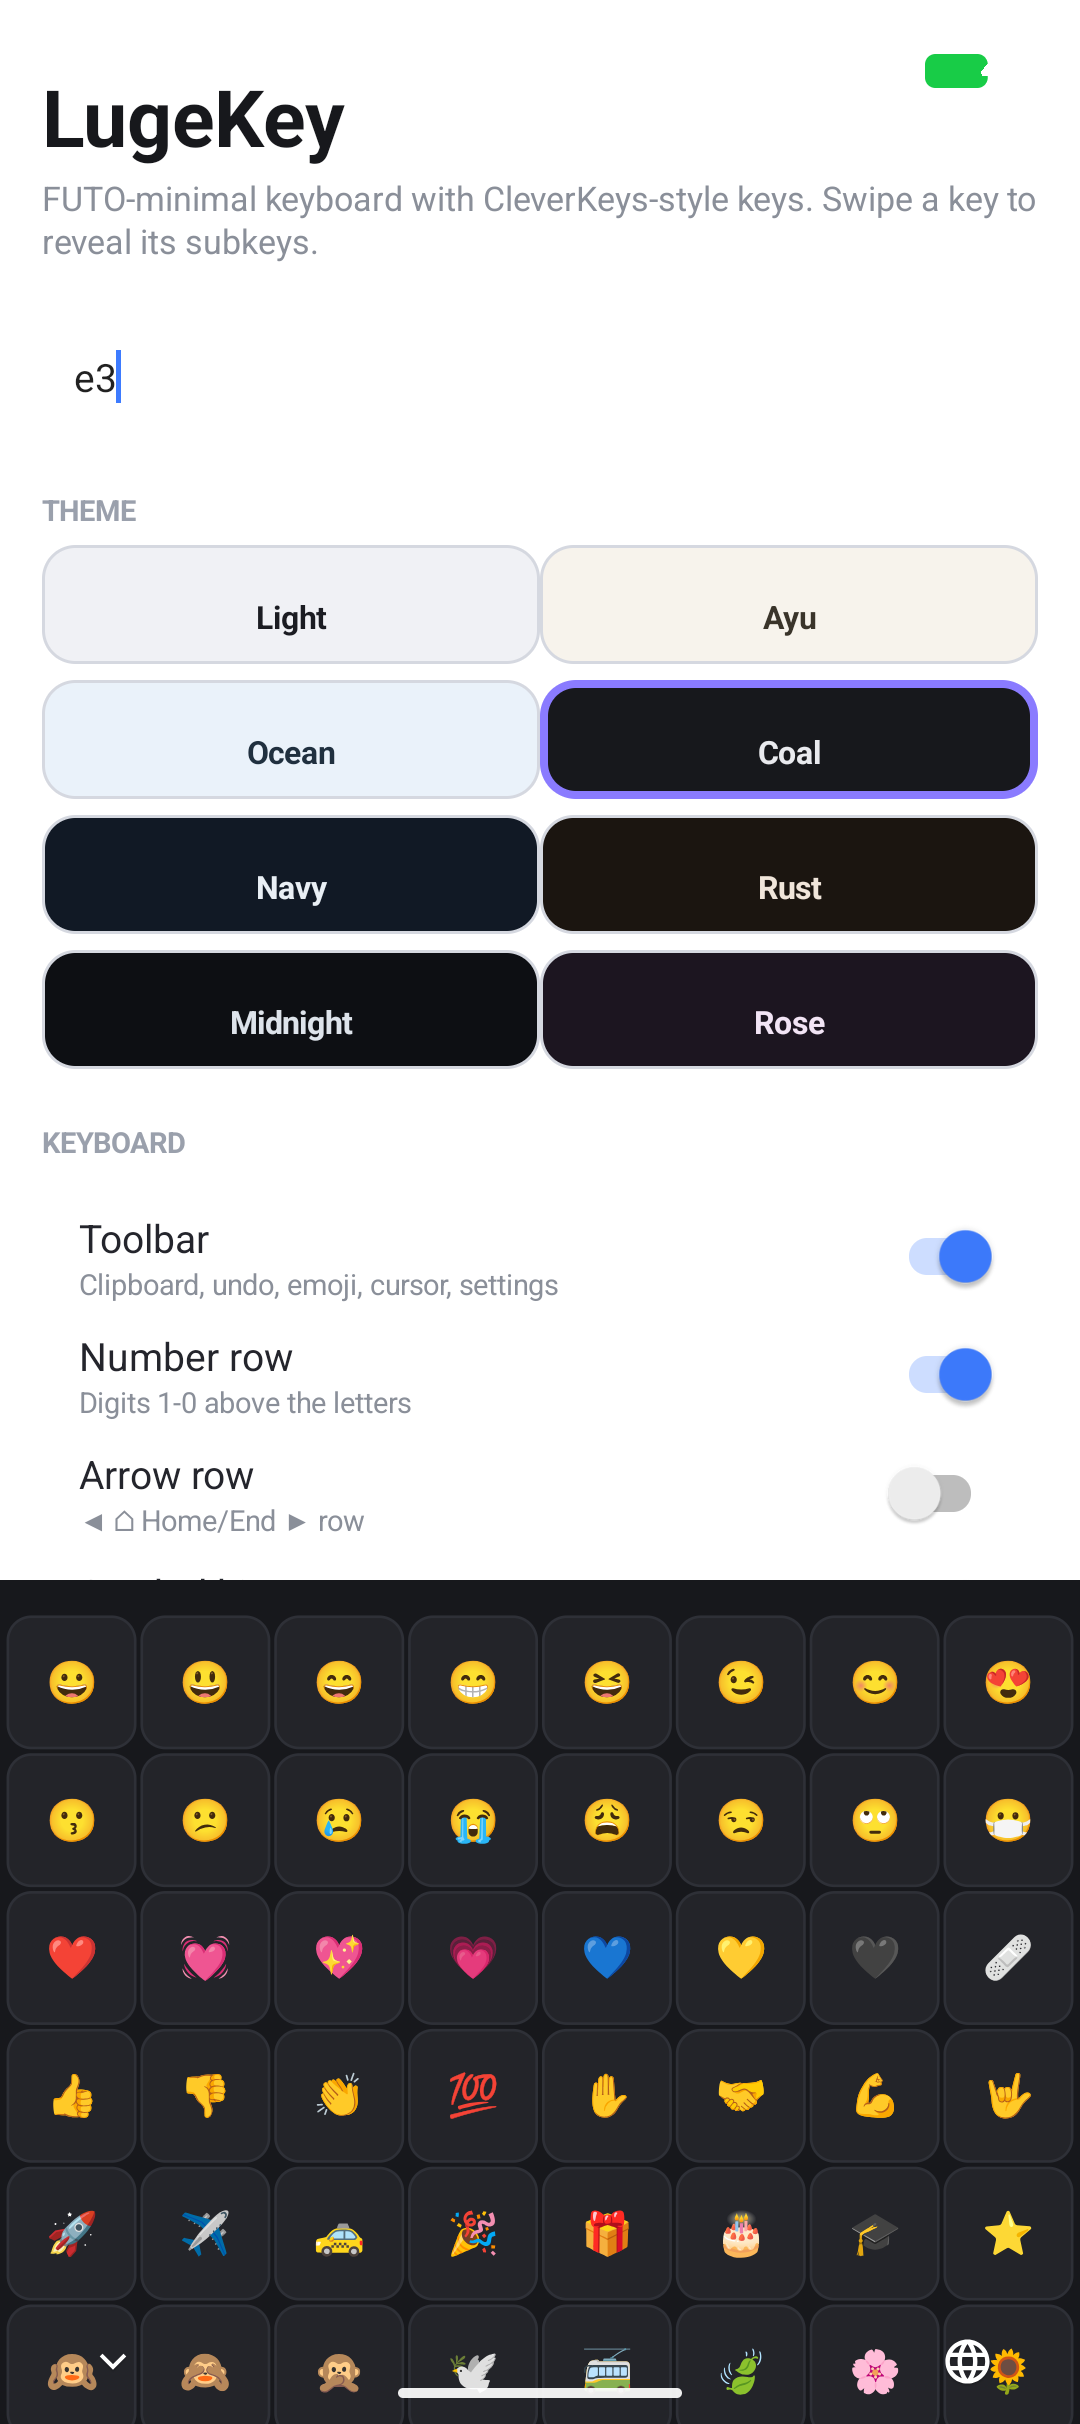 LugeKey
FUTO-minimal keyboard with CleverKeys-style keys. Swipe a key to
reveal its subkeys.
e3
THEME
Light
Ayu
Ocean
Coal
Navy
Rust
Midnight
Rose
KEYBOARD
Toolbar
Clipboard, undo, emoji, cursor, settings
Number row
Digits 1-0 above the letters
Arrow row
◄ ⌂ Home/End ► row